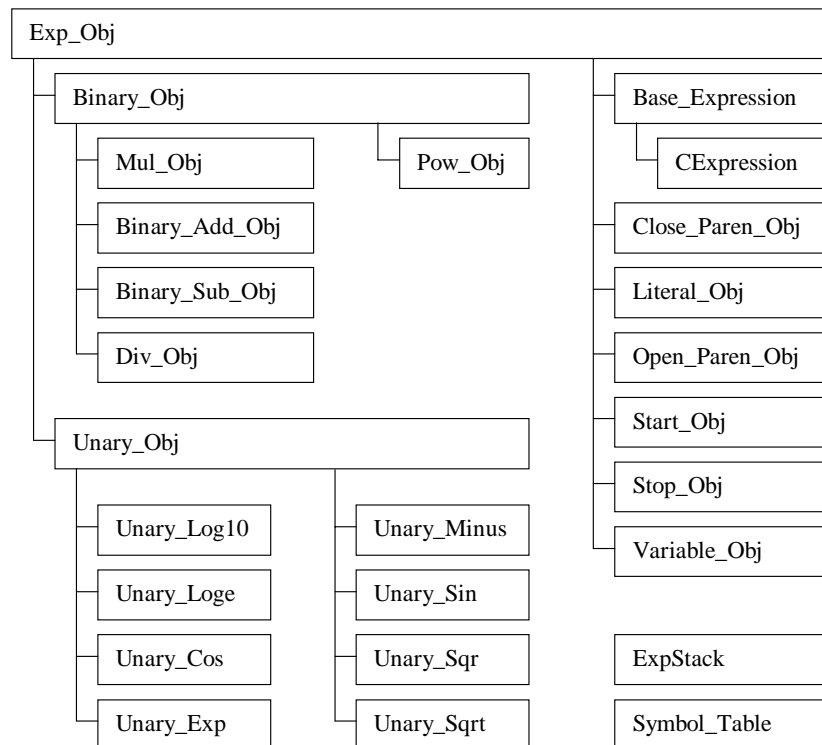 Exp_Obj
Binary_Obj
Mul_Obj
Pow_Obj
Binary_Add_Obj
Binary_Sub_Obj
Div_Obj
Unary_Obj
Unary_Log10
Unary_Minus
Unary_Loge
Unary_Sin
Unary_Cos
Unary_Sqr
Unary_Exp
Unary_Sqrt
Base_Expression
CExpression
Close_Paren_Obj
Literal_Obj
Open_Paren_Obj
Start_Obj
Stop_Obj
Variable_Obj
ExpStack
Symbol_Table